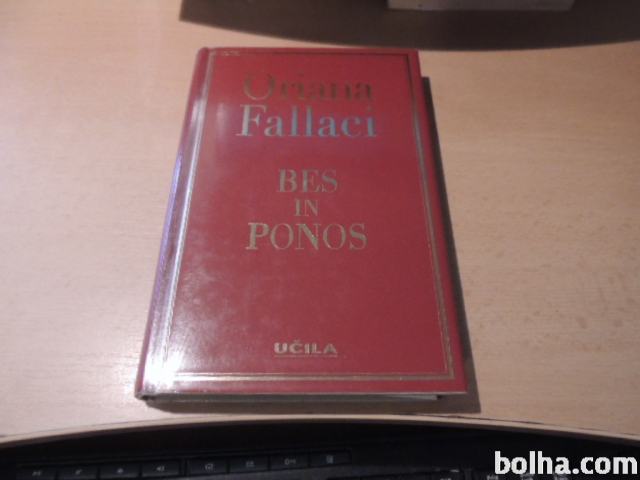 Oriana
Fallaci
BES
IN
PONOS
UČILA
bolha.com